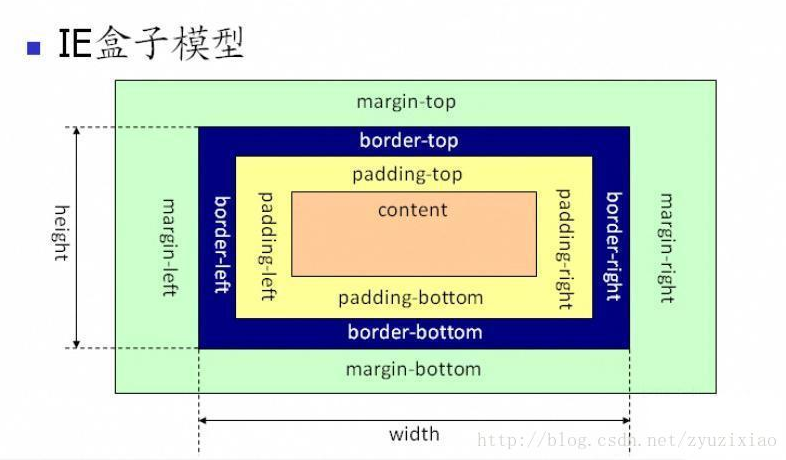 IE盒子模型
margin-top
border-top
padding-top
content
height
margin-left
border-left
padding-left
padding-right
border-right
margin-right
padding-bottom
border-bottom
margin-bottom
width
http://blog.csdn.net/zyuzixiao